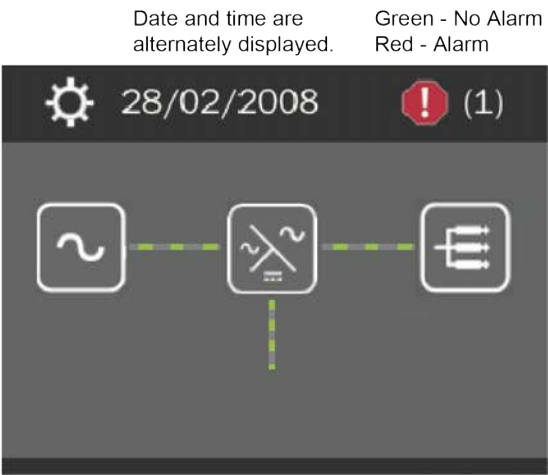 Date and time are
alternately displayed.
Green - No Alarm
Red - Alarm
28/02/2008
! (1)